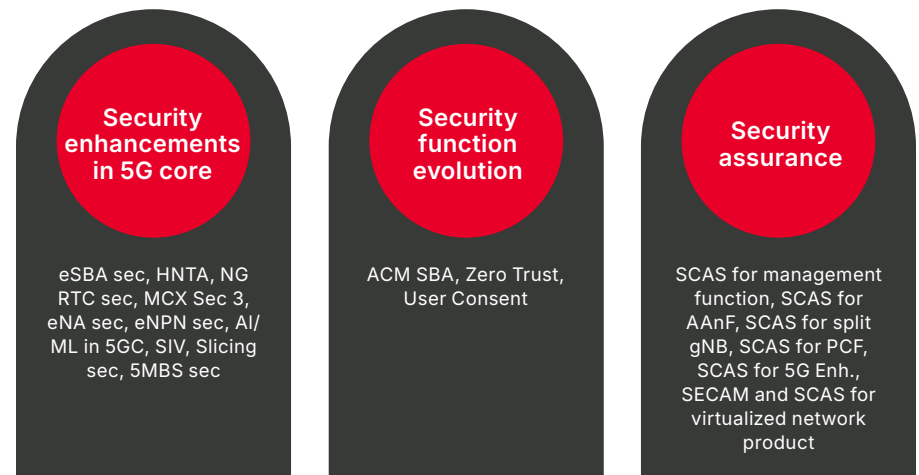 Security
enhancements
in 5G core
eSBA sec, HNTA, NG
RTC sec, MCX Sec 3,
eNA sec, eNPN sec, AI/
ML in 5GC, SIV, Slicing
sec, 5MBS sec
Security
function
evolution
ACM SBA, Zero Trust,
User Consent
Security
assurance
SCAS for management
function, SCAS for
AAnF, SCAS for split
gNB, SCAS for PCF,
SCAS for 5G Enh.,
SECAM and SCAS for
virtualized network
product